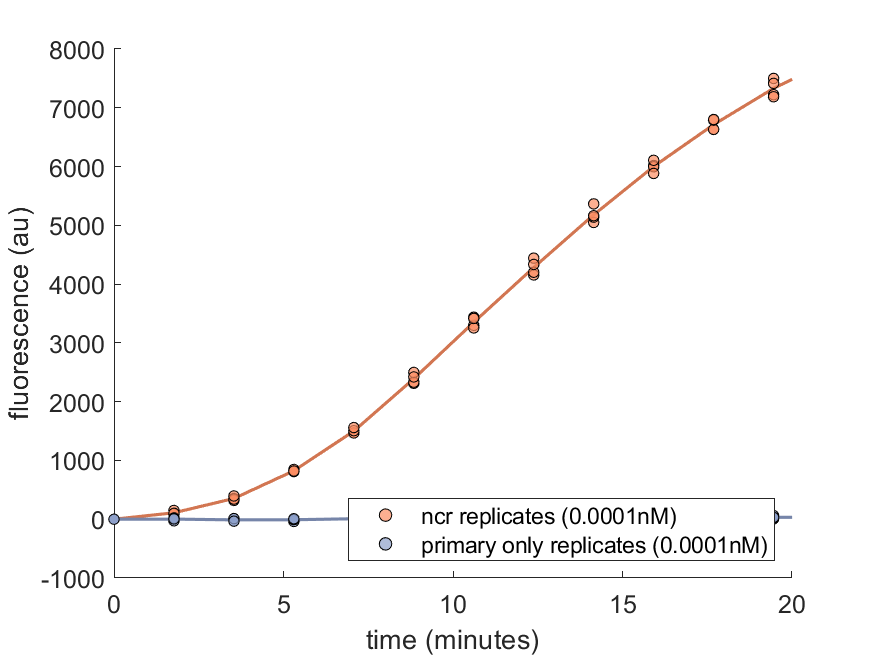 8000
7000
6000
5000
4000
3000
2000
1000
0
-1000
fluorescence (au)
ncr replicates (0.0001nM)
primary only replicates (0.0001nM)
0 5 10 15 20
time (minutes)